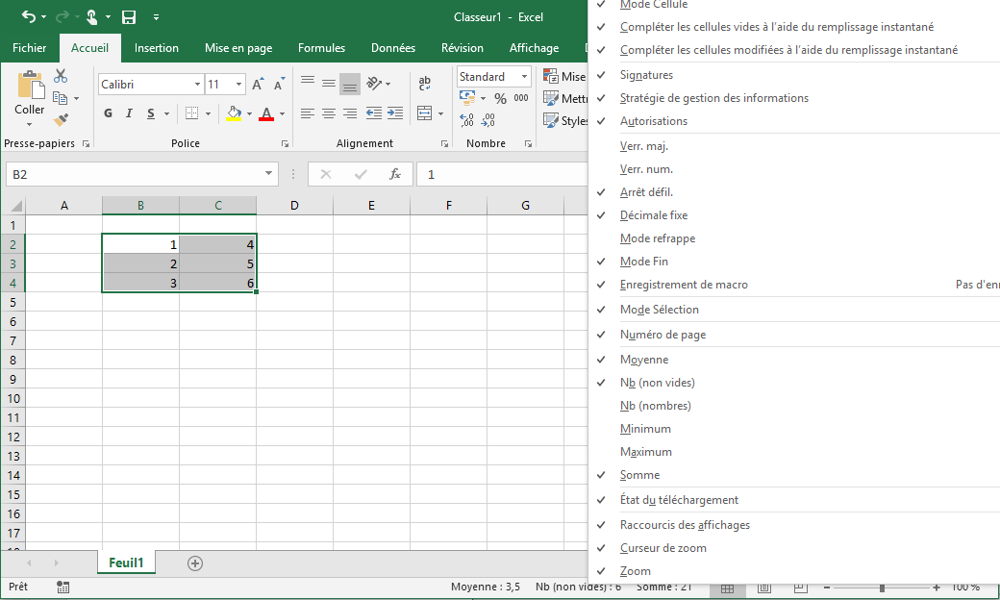 Classeur1 - Excel
Fichier Accueil Insertion Mise en page Formules Données Révision Affichage
Coller
Calibri 11
G I S
ab
Standard
% 000
Mise
Styles
Presse-papiers Police Alignement Nombre
B2 fx 1
A B C D E F G
1
2 1 4
3 2 5
4 3 6
5
6
7
8
9
10
11
12
13
14
15
16
17
Feuil1
Prêt Moyenne : 3,5 Nb (non vides) : 6 Somme : 21 100 %
Mode Cellule
Compléter les cellules vides à l'aide du remplissage instantané
Compléter les cellules modifiées à l'aide du remplissage instantané
Signatures
Stratégie de gestion des informations
Autorisations
Verr. maj.
Verr. num.
Arrêt défil.
Décimale fixe
Mode refrappe
Mode Fin
Enregistrement de macro Pas d'enr
Mode Sélection
Numéro de page
Moyenne
Nb (non vides)
Nb (nombres)
Minimum
Maximum
Somme
État du téléchargement
Raccourcis des affichages
Curseur de zoom
Zoom